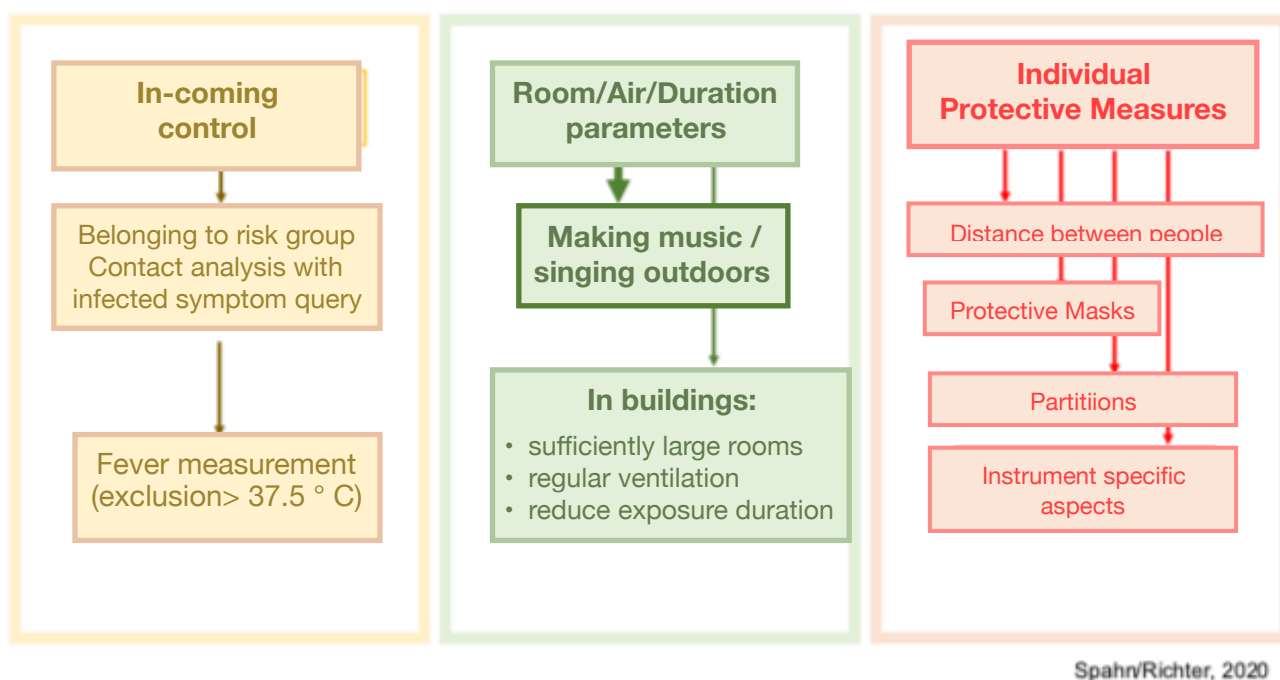 In-coming
control
Belonging to risk group
Contact analysis with
infected symptom query
Fever measurement
(exclusion> 37.5 ° C)
Room/Air/Duration
parameters
Making music /
singing outdoors
In buildings:
• sufficiently large rooms
• regular ventilation
• reduce exposure duration
Individual
Protective Measures
Distance between people
Protective Masks
Partitiions
Instrument specific
aspects
Spahn/Richter, 2020